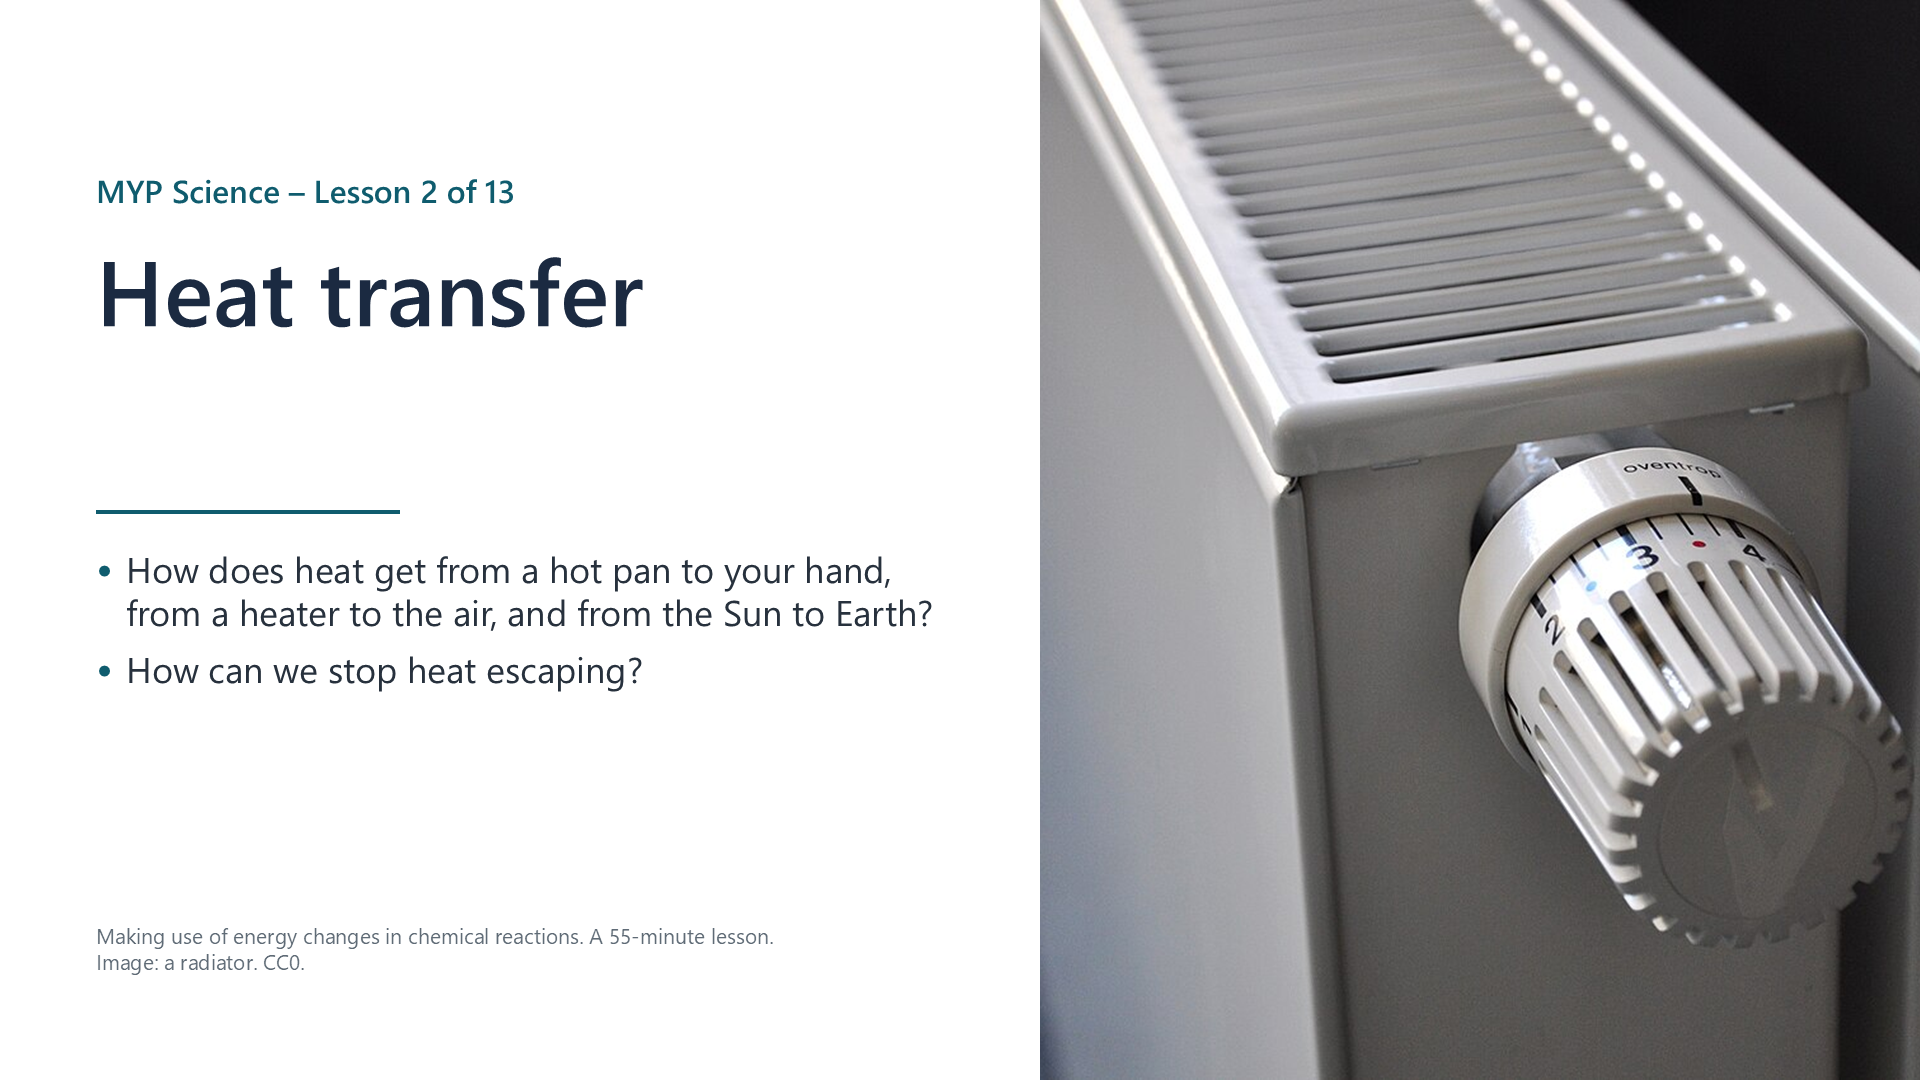 MYP Science – Lesson 2 of 13
Heat transfer
• How does heat get from a hot pan to your hand,
from a heater to the air, and from the Sun to Earth?
• How can we stop heat escaping?
Making use of energy changes in chemical reactions. A 55-minute lesson.
Image: a radiator. CC0.
oventrop
1
2
3
4